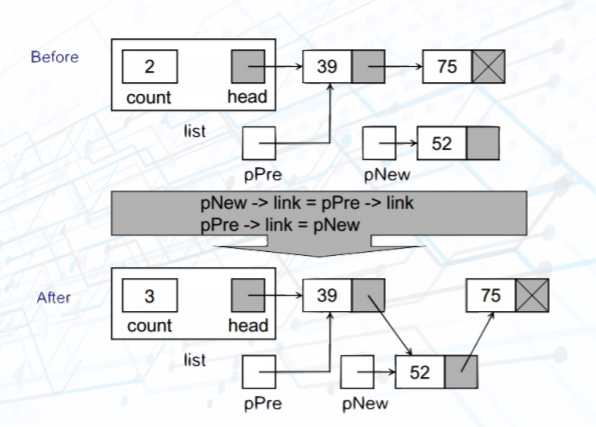 Before
2
39
75
count
head
list
52
pPre
pNew
pNew -> link = pPre -> link
pPre -> link = pNew
After
3
39
75
count
head
list
52
pPre
pNew